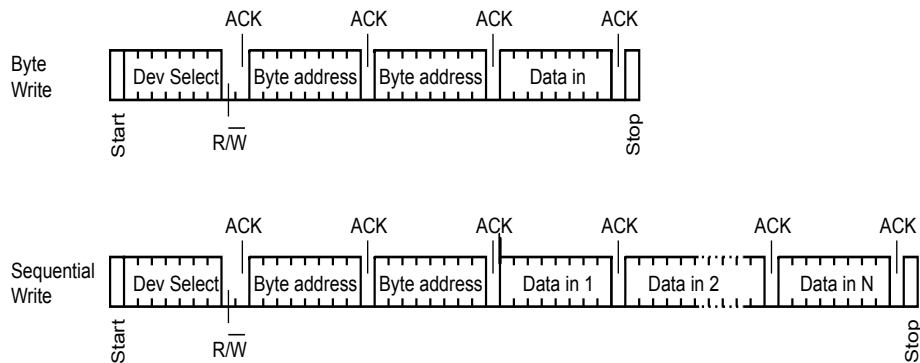 ACK ACK ACK ACK
Byte
Write
Dev Select Byte address Byte address Data in
Start R/W̅ Stop
ACK ACK ACK ACK ACK ACK
Sequential
Write
Dev Select Byte address Byte address Data in 1 Data in 2 Data in N
Start R/W̅ Stop